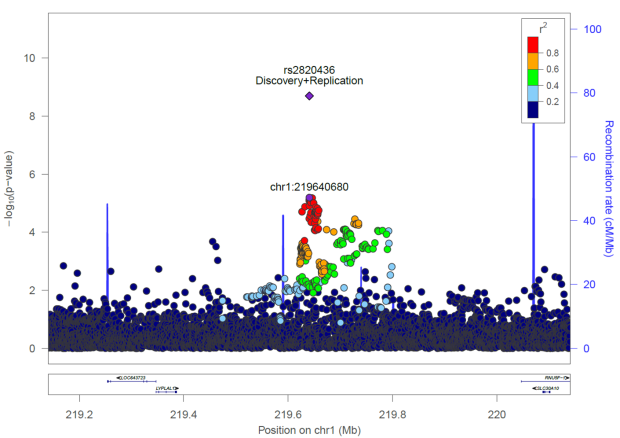 r2
0.8
0.6
0.4
0.2
rs2820436
Discovery+Replication
chr1:219640680
10
8
6
4
2
0
−log10(p−value)
100
80
60
40
20
0
Recombination rate (cM/Mb)
LOC643723
LYPLAL1
SLC30A10
219.2
219.4
219.6
219.8
220
Position on chr1 (Mb)